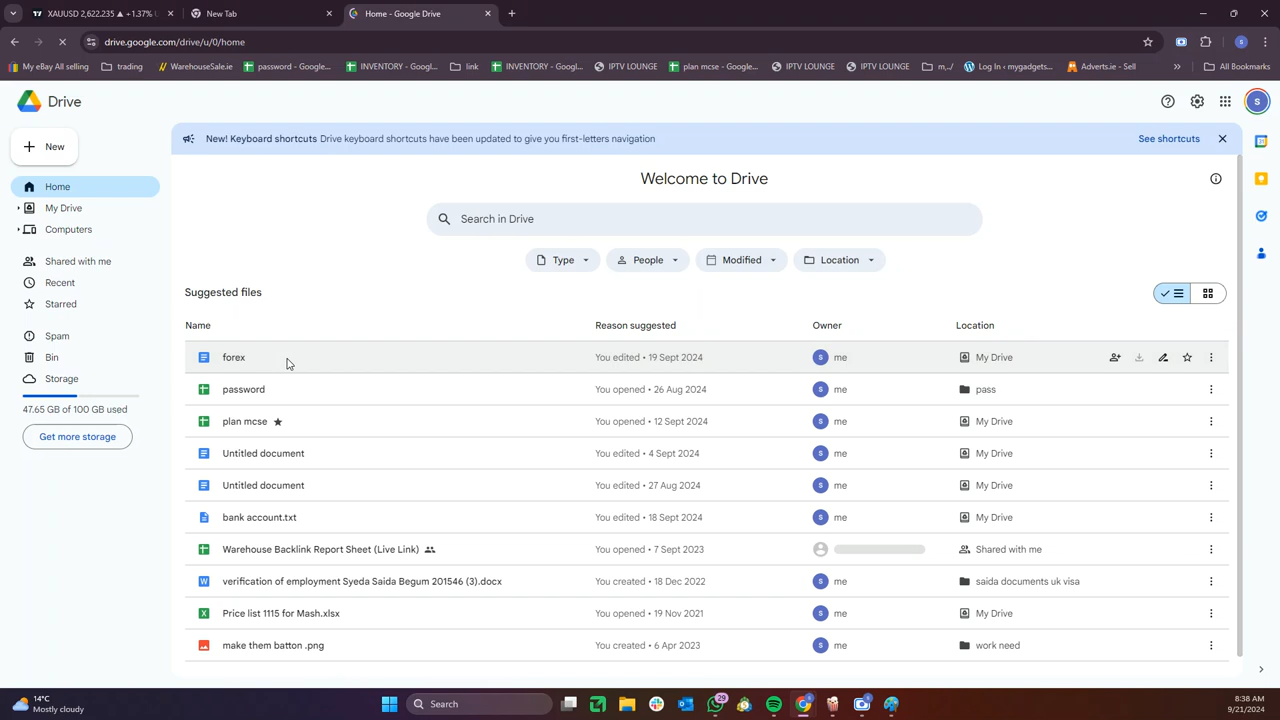 XAUUSD 2,622.235 ▲ +1.37%
New Tab
Home - Google Drive
drive.google.com/drive/u/0/home
My eBay All selling
trading
WarehouseSale.ie
password - Google...
INVENTORY - Googl...
link
INVENTORY - Googl...
IPTV LOUNGE
plan mcse - Google...
IPTV LOUNGE
IPTV LOUNGE
m,./
Log In ‹ mygadgets...
Adverts.ie - Sell
All Bookmarks
Drive
S
New
Home
My Drive
Computers
Shared with me
Recent
Starred
Spam
Bin
Storage
47.65 GB of 100 GB used
Get more storage
New! Keyboard shortcuts Drive keyboard shortcuts have been updated to give you first-letters navigation
See shortcuts
Welcome to Drive
Search in Drive
Type People Modified Location
Suggested files
Name Reason suggested Owner Location
forex You edited • 19 Sept 2024 S me My Drive
password You opened • 26 Aug 2024 S me pass
plan mcse You opened • 12 Sept 2024 S me My Drive
Untitled document You edited • 4 Sept 2024 S me My Drive
Untitled document You edited • 27 Aug 2024 S me My Drive
bank account.txt You edited • 18 Sept 2024 S me My Drive
Warehouse Backlink Report Sheet (Live Link) You opened • 7 Sept 2023 Shared with me
W verification of employment Syeda Saida Begum 201546 (3).docx You created • 18 Dec 2022 S me saida documents uk visa
X Price list 1115 for Mash.xlsx You opened • 19 Nov 2021 S me My Drive
make them batton .png You created • 6 Apr 2023 S me work need
14°C
Mostly cloudy
Search
29
8:38 AM
9/21/2024